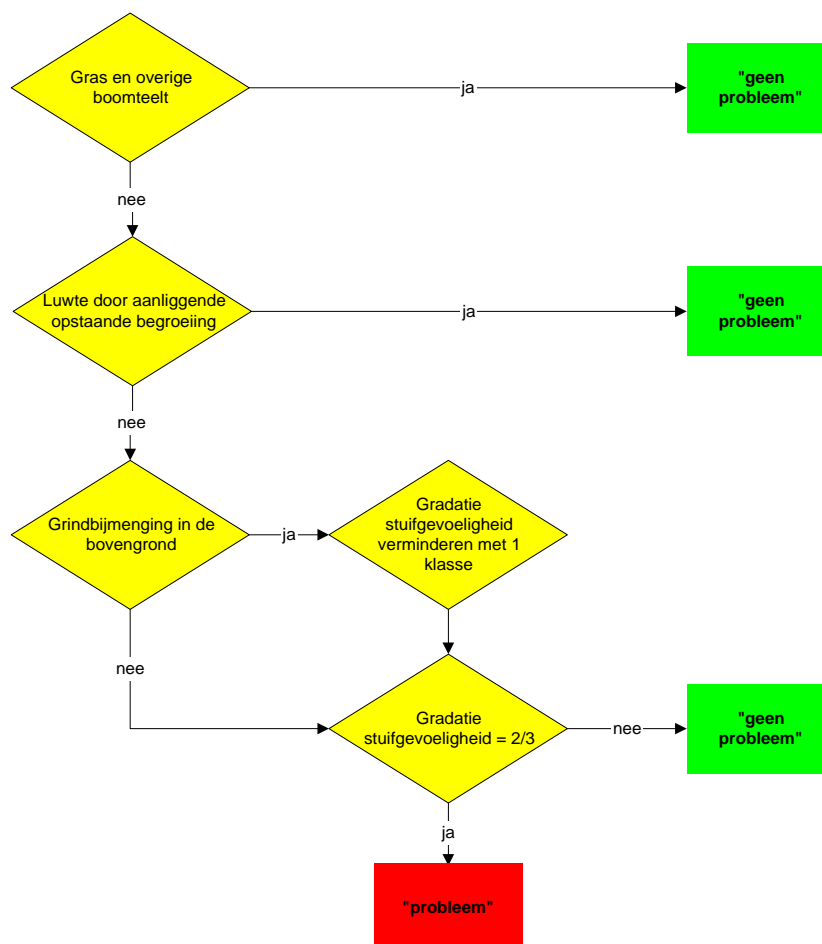 Gras en overige
boomteelt
ja
"geen
probleem"
nee
Luwte door aanliggende
opstaande begroeiing
ja
"geen
probleem"
nee
Grindbijmenging in de
bovengrond
ja
Gradatie
stuifgevoeligheid
verminderen met 1
klasse
nee
Gradatie
stuifgevoeligheid = 2/3
nee
"geen
probleem"
ja
"probleem"